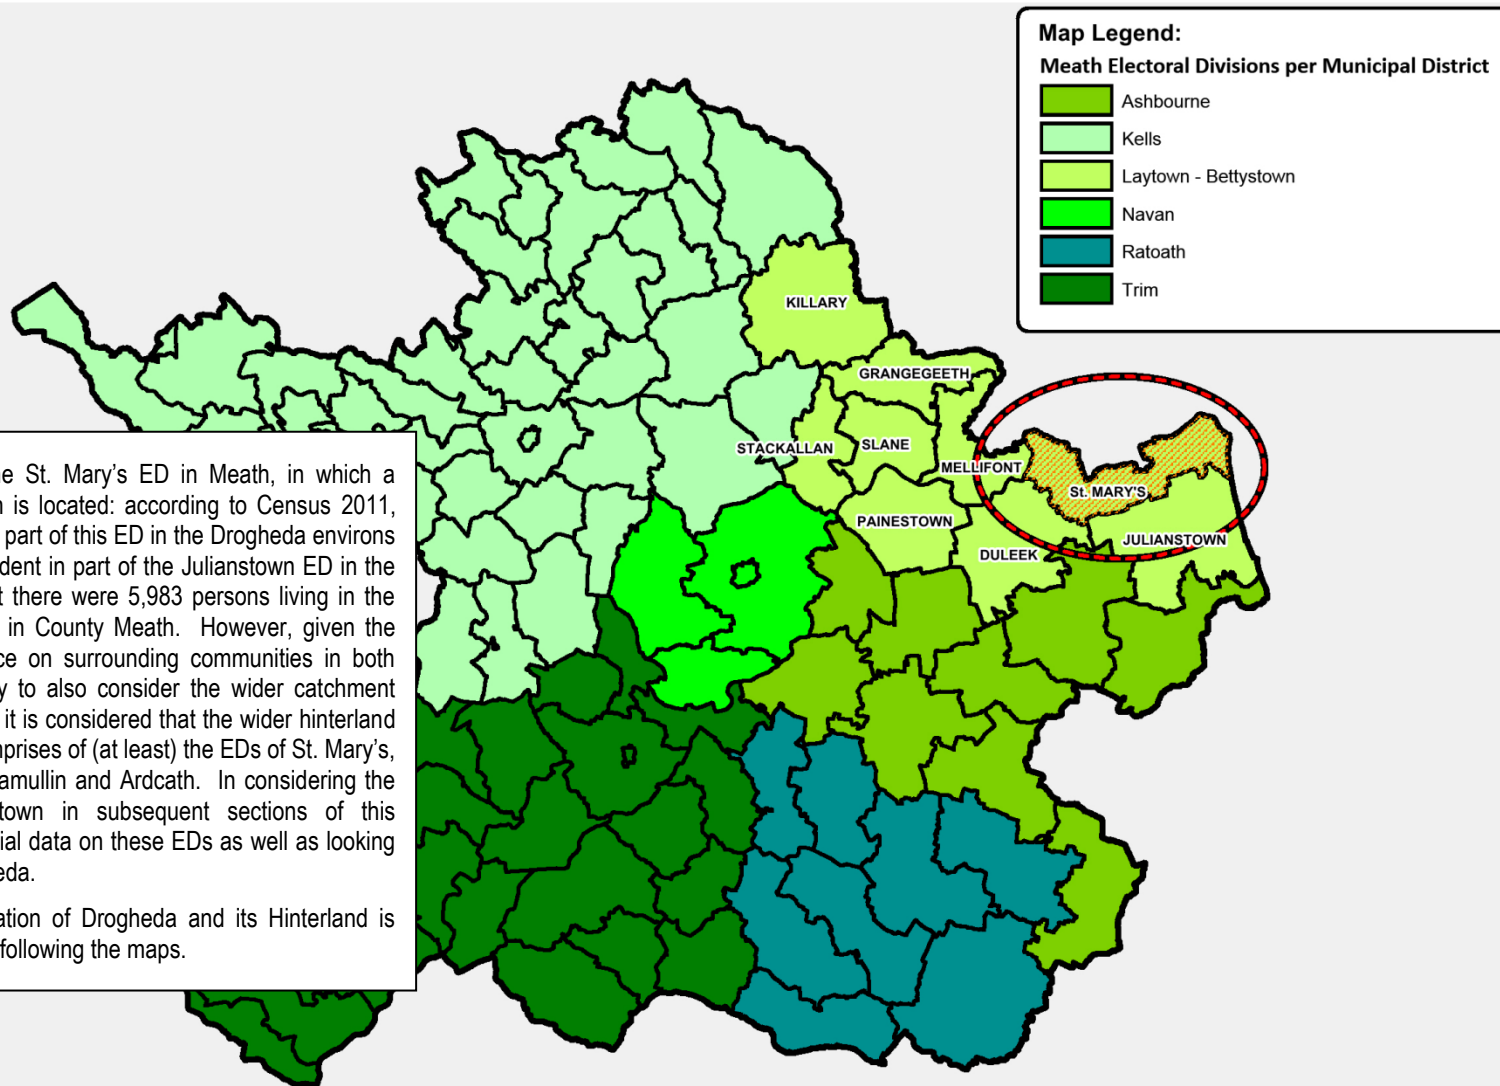 Map Legend:
Meath Electoral Divisions per Municipal District
Ashbourne
Kells
Laytown - Bettystown
Navan
Ratoath
Trim
KILLARY
GRANGEGEETH
STACKALLAN
SLANE
MELLIFONT
St. MARY'S
PAINESTOWN
DULEEK
JULIANSTOWN
e St. Mary's ED in Meath, in which a
is located: according to Census 2011,
part of this ED in the Drogheda environs
dent in part of the Julianstown ED in the
t there were 5,983 persons living in the
in County Meath. However, given the
ce on surrounding communities in both
y to also consider the wider catchment
it is considered that the wider hinterland
nprises of (at least) the EDs of St. Mary's,
amullin and Ardcath. In considering the
town in subsequent sections of this
ial data on these EDs as well as looking
eda.
ation of Drogheda and its Hinterland is
following the maps.